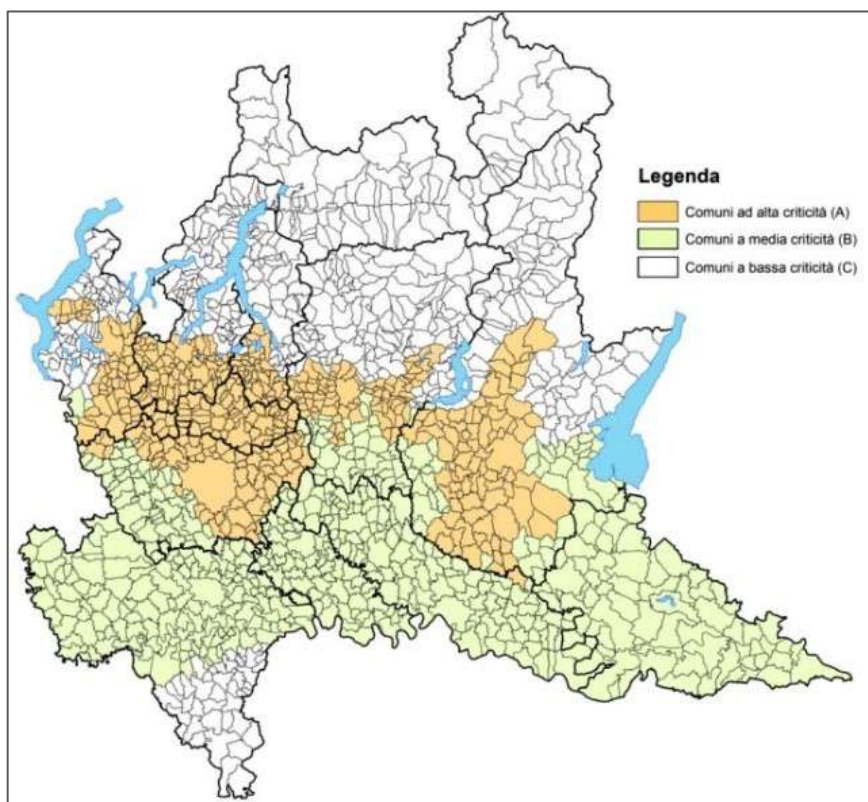 Legenda
Comuni ad alta criticità (A)
Comuni a media criticità (B)
Comuni a bassa criticità (C)